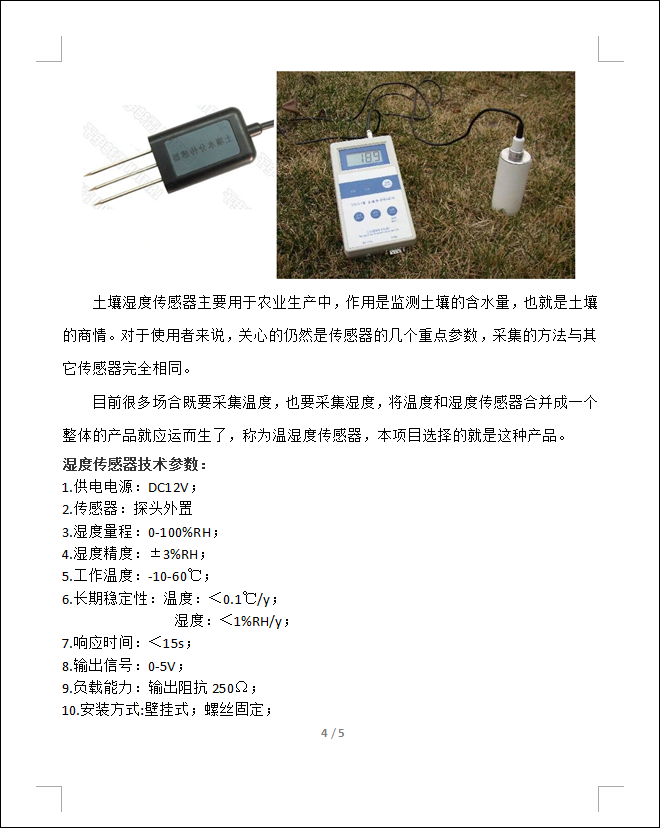 189
土壤湿度传感器主要用于农业生产中，作用是监测土壤的含水量，也就是土壤
的商情。对于使用者来说，关心的仍然是传感器的几个重点参数，采集的方法与其
它传感器完全相同。
目前很多场合既要采集温度，也要采集湿度，将温度和湿度传感器合并成一个
整体的产品就应运而生了，称为温湿度传感器，本项目选择的就是这种产品。
湿度传感器技术参数：
1.供电电源：DC12V；
2.传感器：探头外置
3.湿度量程：0-100%RH；
4.湿度精度：±3%RH；
5.工作温度：-10-60℃；
6.长期稳定性：温度：＜0.1℃/y；
湿度：＜1%RH/y；
7.响应时间：＜15s；
8.输出信号：0-5V；
9.负载能力：输出阻抗 250Ω；
10.安装方式:壁挂式；螺丝固定；
4 / 5